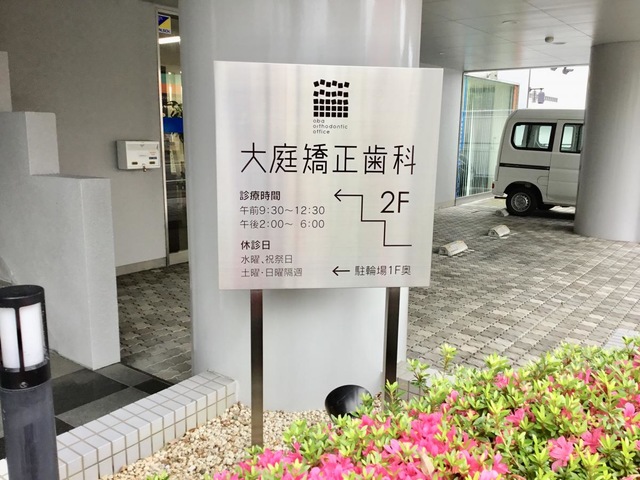 oba
orthodontic
office
大庭矯正歯科
診療時間
午前9:30〜12:30
午後2:00〜 6:00
2F
休診日
水曜、祝祭日
土曜・日曜隔週
← 駐輪場1F奥